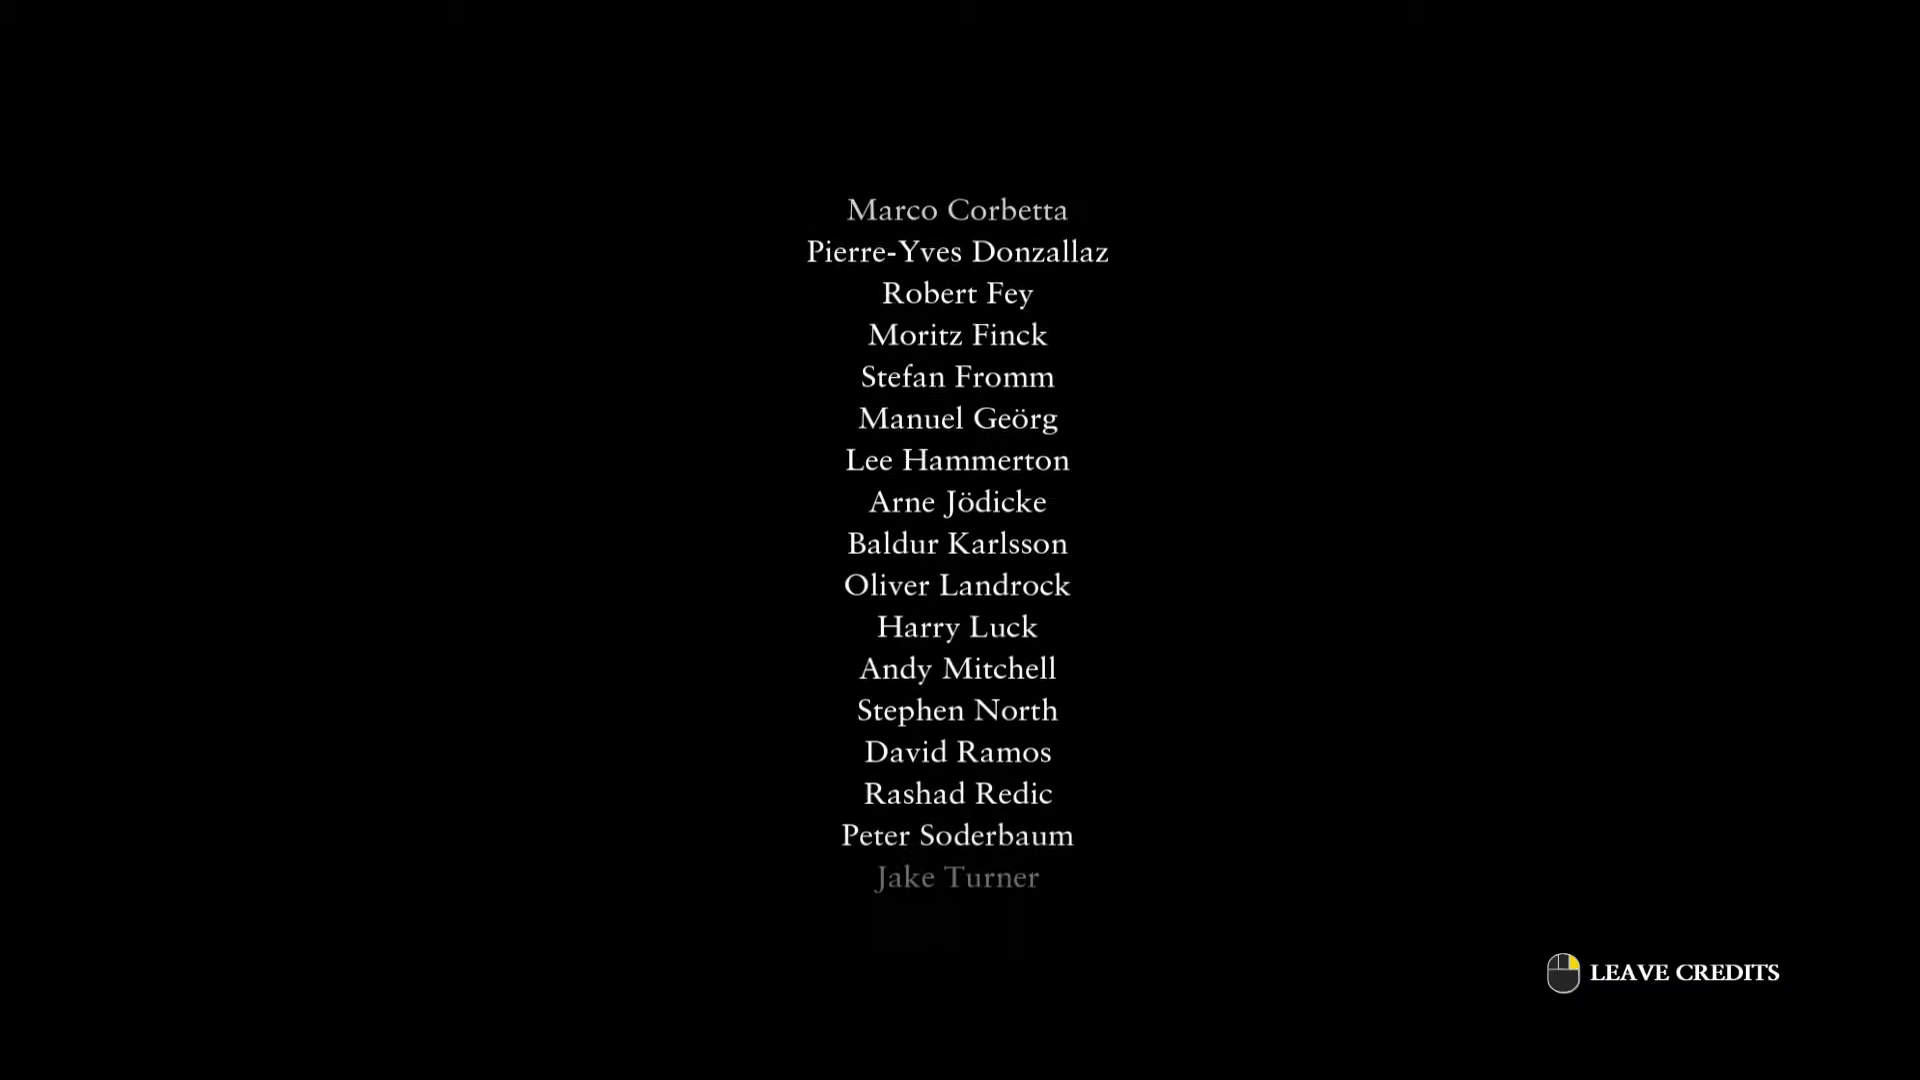 Marco Corbetta
Pierre-Yves Donzallaz
Robert Fey
Moritz Finck
Stefan Fromm
Manuel Geörg
Lee Hammerton
Arne Jödicke
Baldur Karlsson
Oliver Landrock
Harry Luck
Andy Mitchell
Stephen North
David Ramos
Rashad Redic
Peter Soderbaum
Jake Turner
LEAVE CREDITS